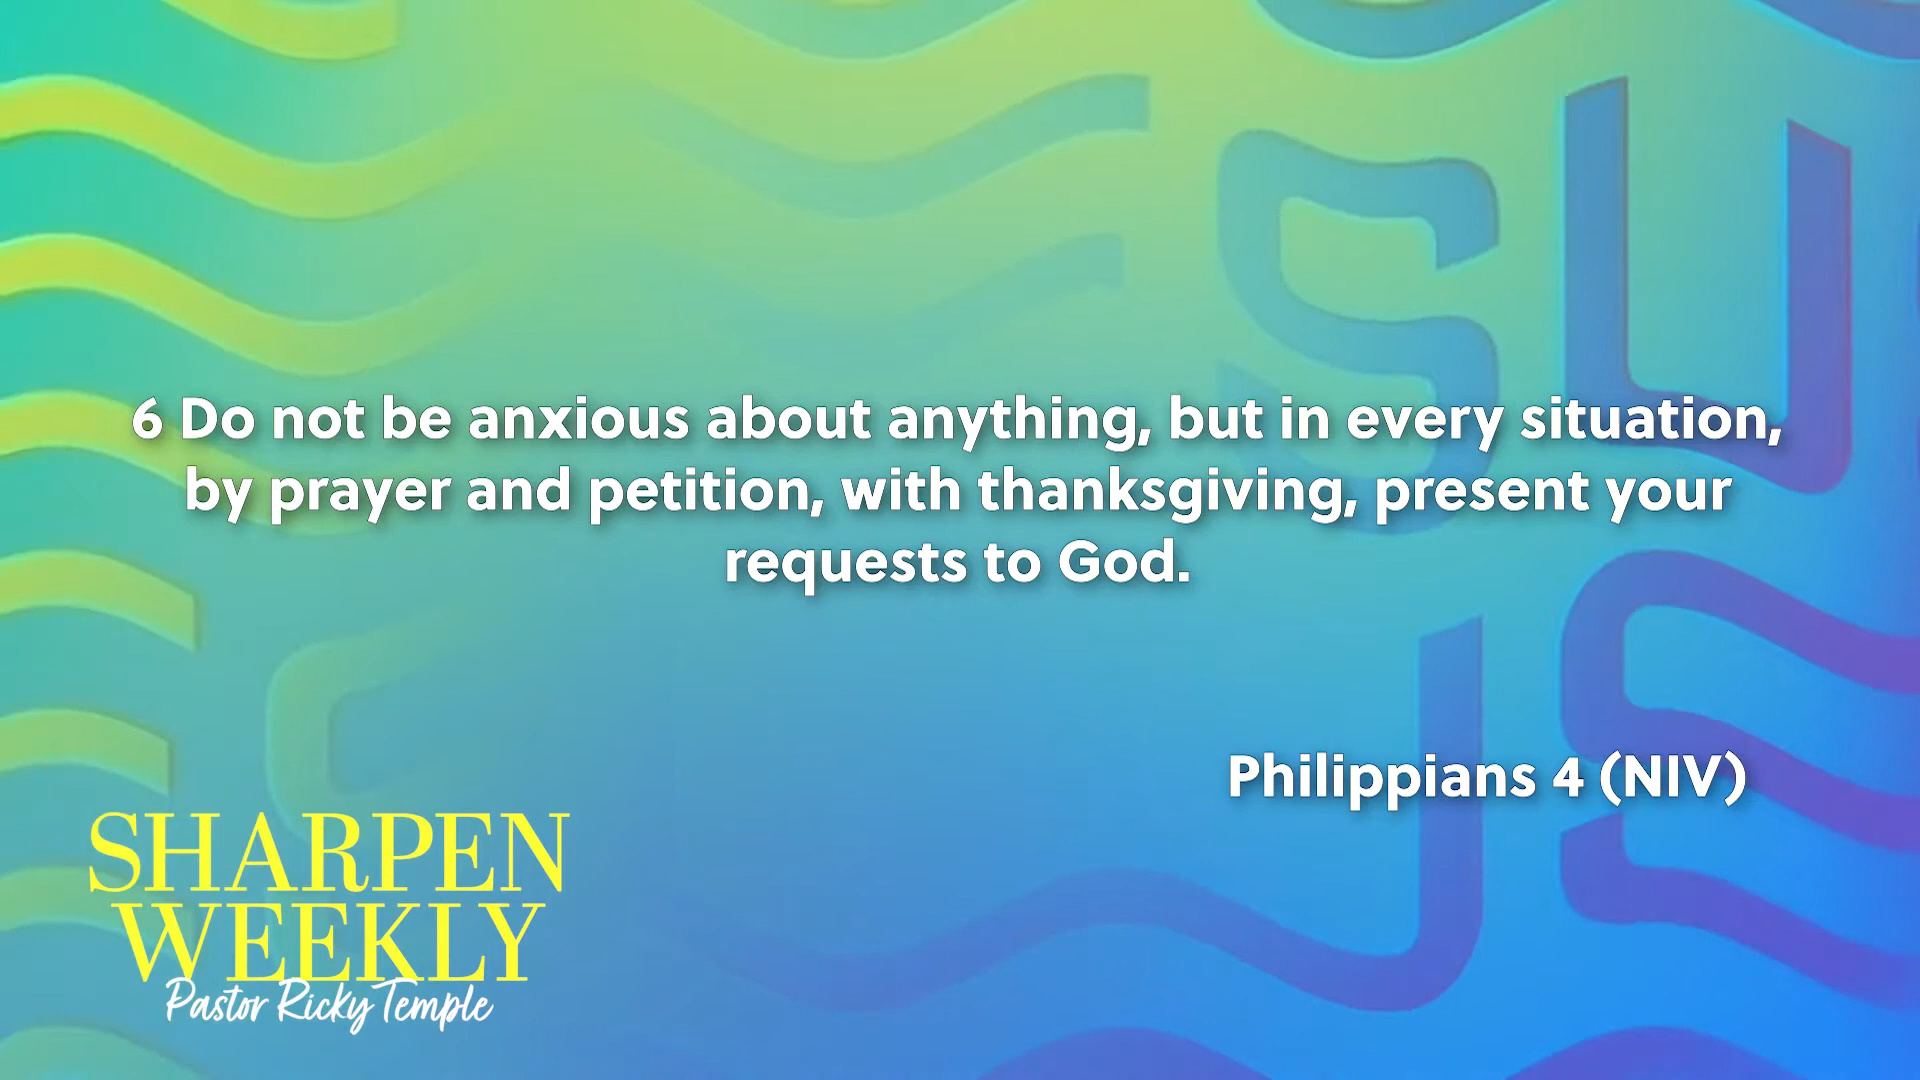 6 Do not be anxious about anything, but in every situation,
by prayer and petition, with thanksgiving, present your
requests to God.
Philippians 4 (NIV)
SHARPEN
WEEKLY
Pastor Ricky Temple